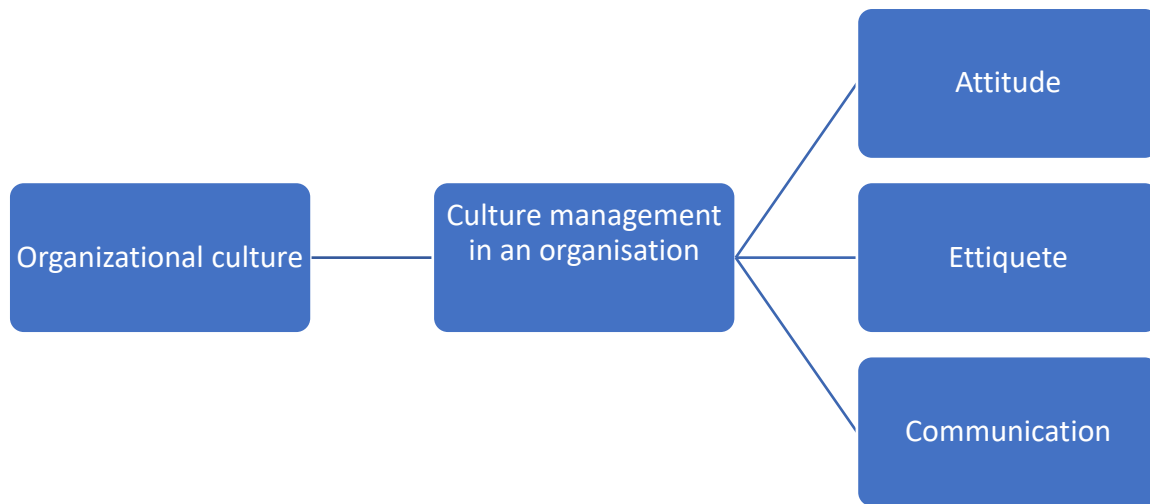 Organizational culture
Culture management
in an organisation
Attitude
Ettiquete
Communication